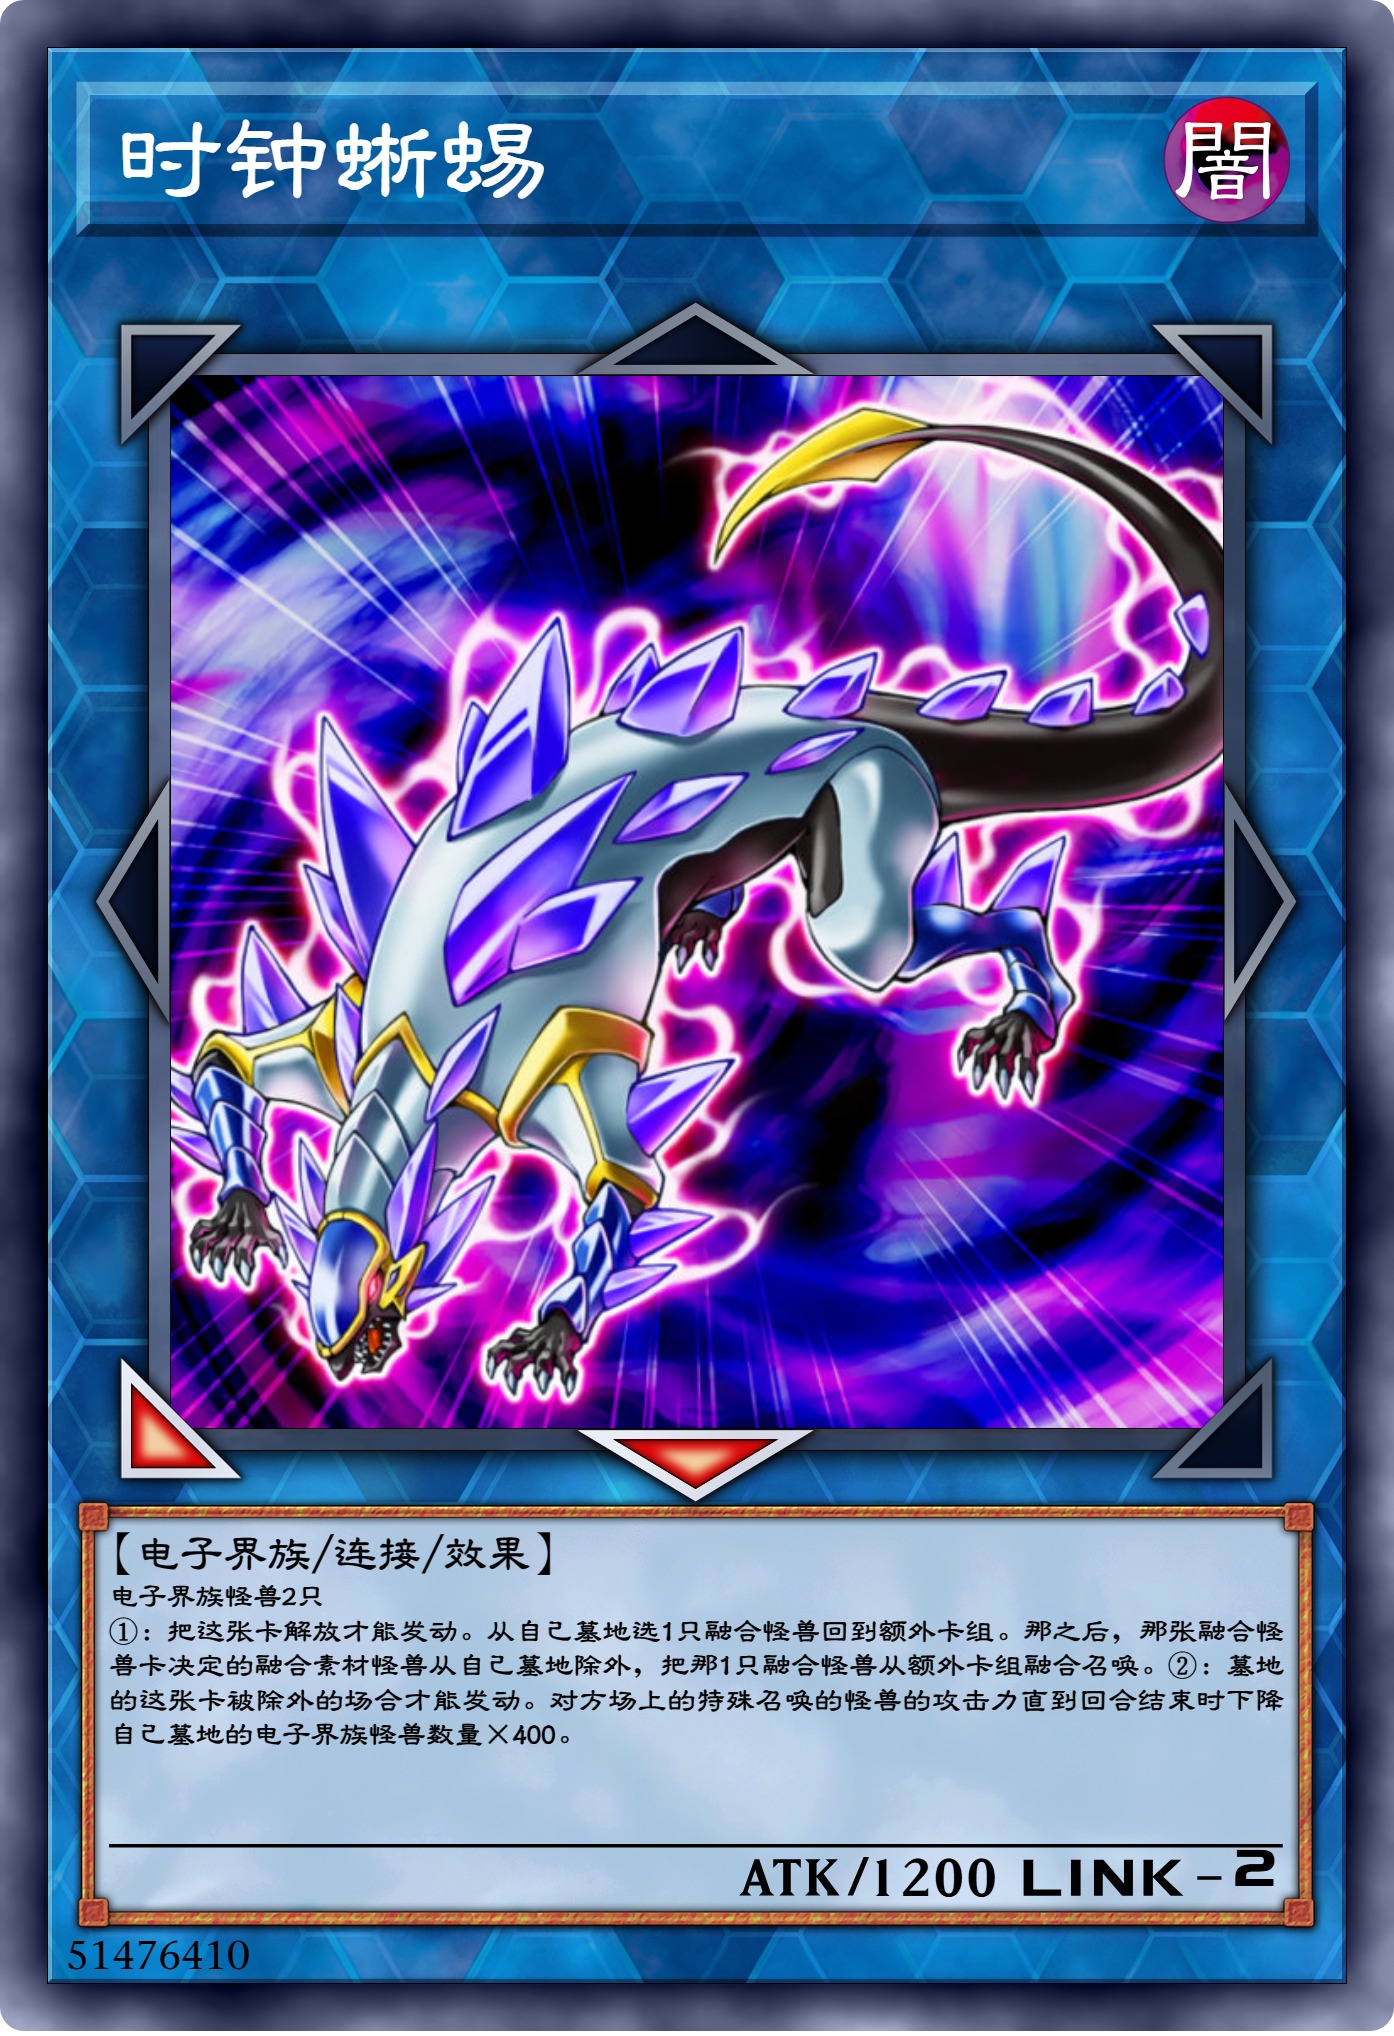 时钟蜥蜴
闇
【电子界族/连接/效果】
电子界族怪兽2只
①：把这张卡解放才能发动。从自己墓地选1只融合怪兽回到额外卡组。那之后，那张融合怪
兽卡决定的融合素材怪兽从自己墓地除外，把那1只融合怪兽从额外卡组融合召唤。②：墓地
的这张卡被除外的场合才能发动。对方场上的特殊召唤的怪兽的攻击力直到回合结束时下降
自己墓地的电子界族怪兽数量×400。
ATK/1200 LINK-2
51476410